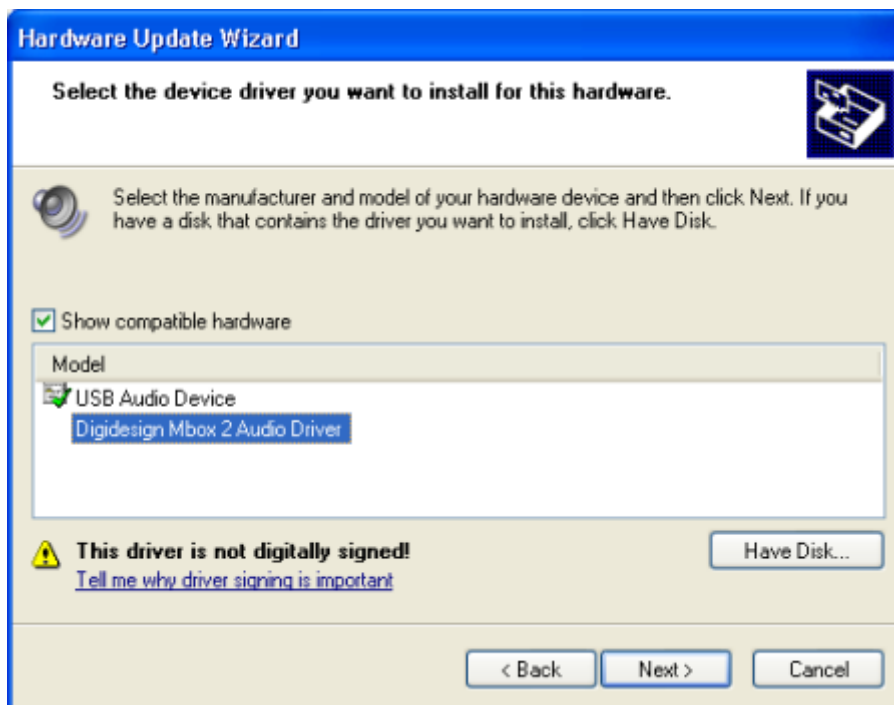 Hardware Update Wizard
Select the device driver you want to install for this hardware.
Select the manufacturer and model of your hardware device and then click Next. If you
have a disk that contains the driver you want to install, click Have Disk.
Show compatible hardware
Model
USB Audio Device
Digidesign Mbox 2 Audio Driver
This driver is not digitally signed!
Have Disk...
Tell me why driver signing is important
< Back
Next >
Cancel